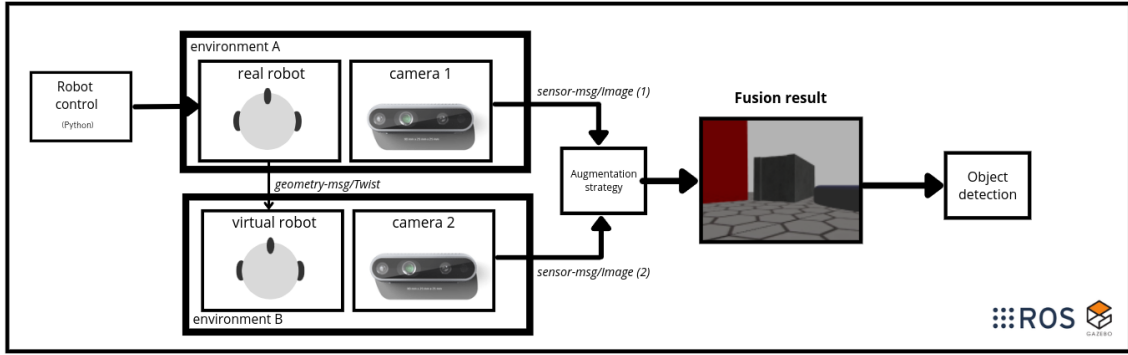 environment A
Robot
control
(Python)
real robot
camera 1
sensor-msg/Image (1)
Fusion result
Augmentation
strategy
Object
detection
geometry-msg/Twist
virtual robot
camera 2
sensor-msg/Image (2)
environment B
ROS
GAZEBO